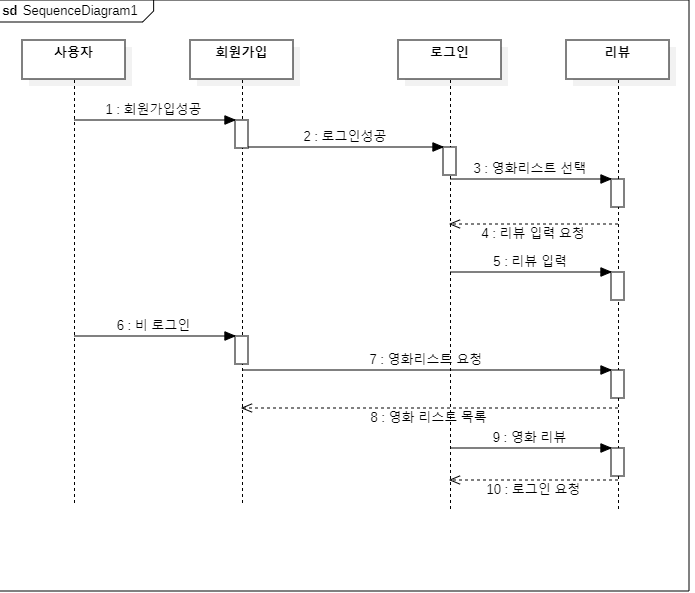 sd SequenceDiagram1
사용자 회원가입 로그인 리뷰
1 : 회원가입성공
2 : 로그인성공
3 : 영화리스트 선택
4 : 리뷰 입력 요청
5 : 리뷰 입력
6 : 비 로그인
7 : 영화리스트 요청
8 : 영화 리스트 목록
9 : 영화 리뷰
10 : 로그인 요청